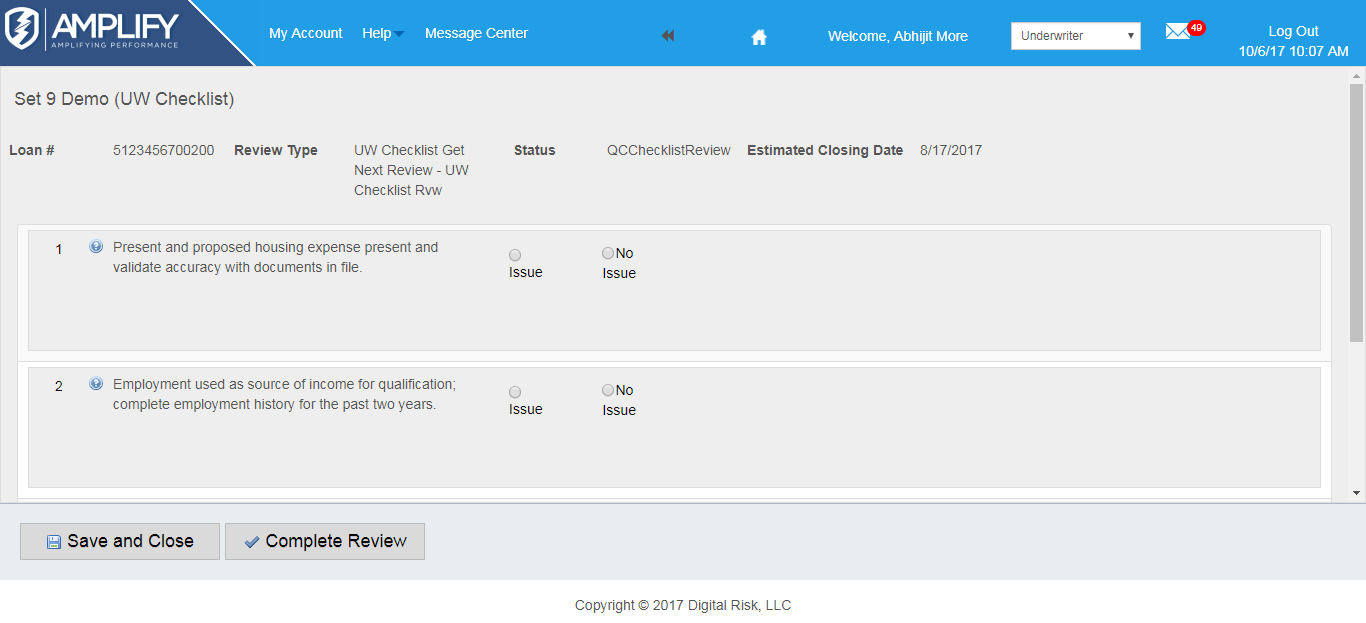 AMPLIFY
AMPLIFYING PERFORMANCE
My Account Help Message Center Welcome, Abhijit More Underwriter 49 Log Out
10/6/17 10:07 AM
Set 9 Demo (UW Checklist)
Loan # 5123456700200 Review Type UW Checklist Get Status QCChecklistReview Estimated Closing Date 8/17/2017
Next Review - UW
Checklist Rvw
1 Present and proposed housing expense present and No
validate accuracy with documents in file. Issue Issue
2 Employment used as source of income for qualification; No
complete employment history for the past two years. Issue Issue
Save and Close Complete Review
Copyright © 2017 Digital Risk, LLC